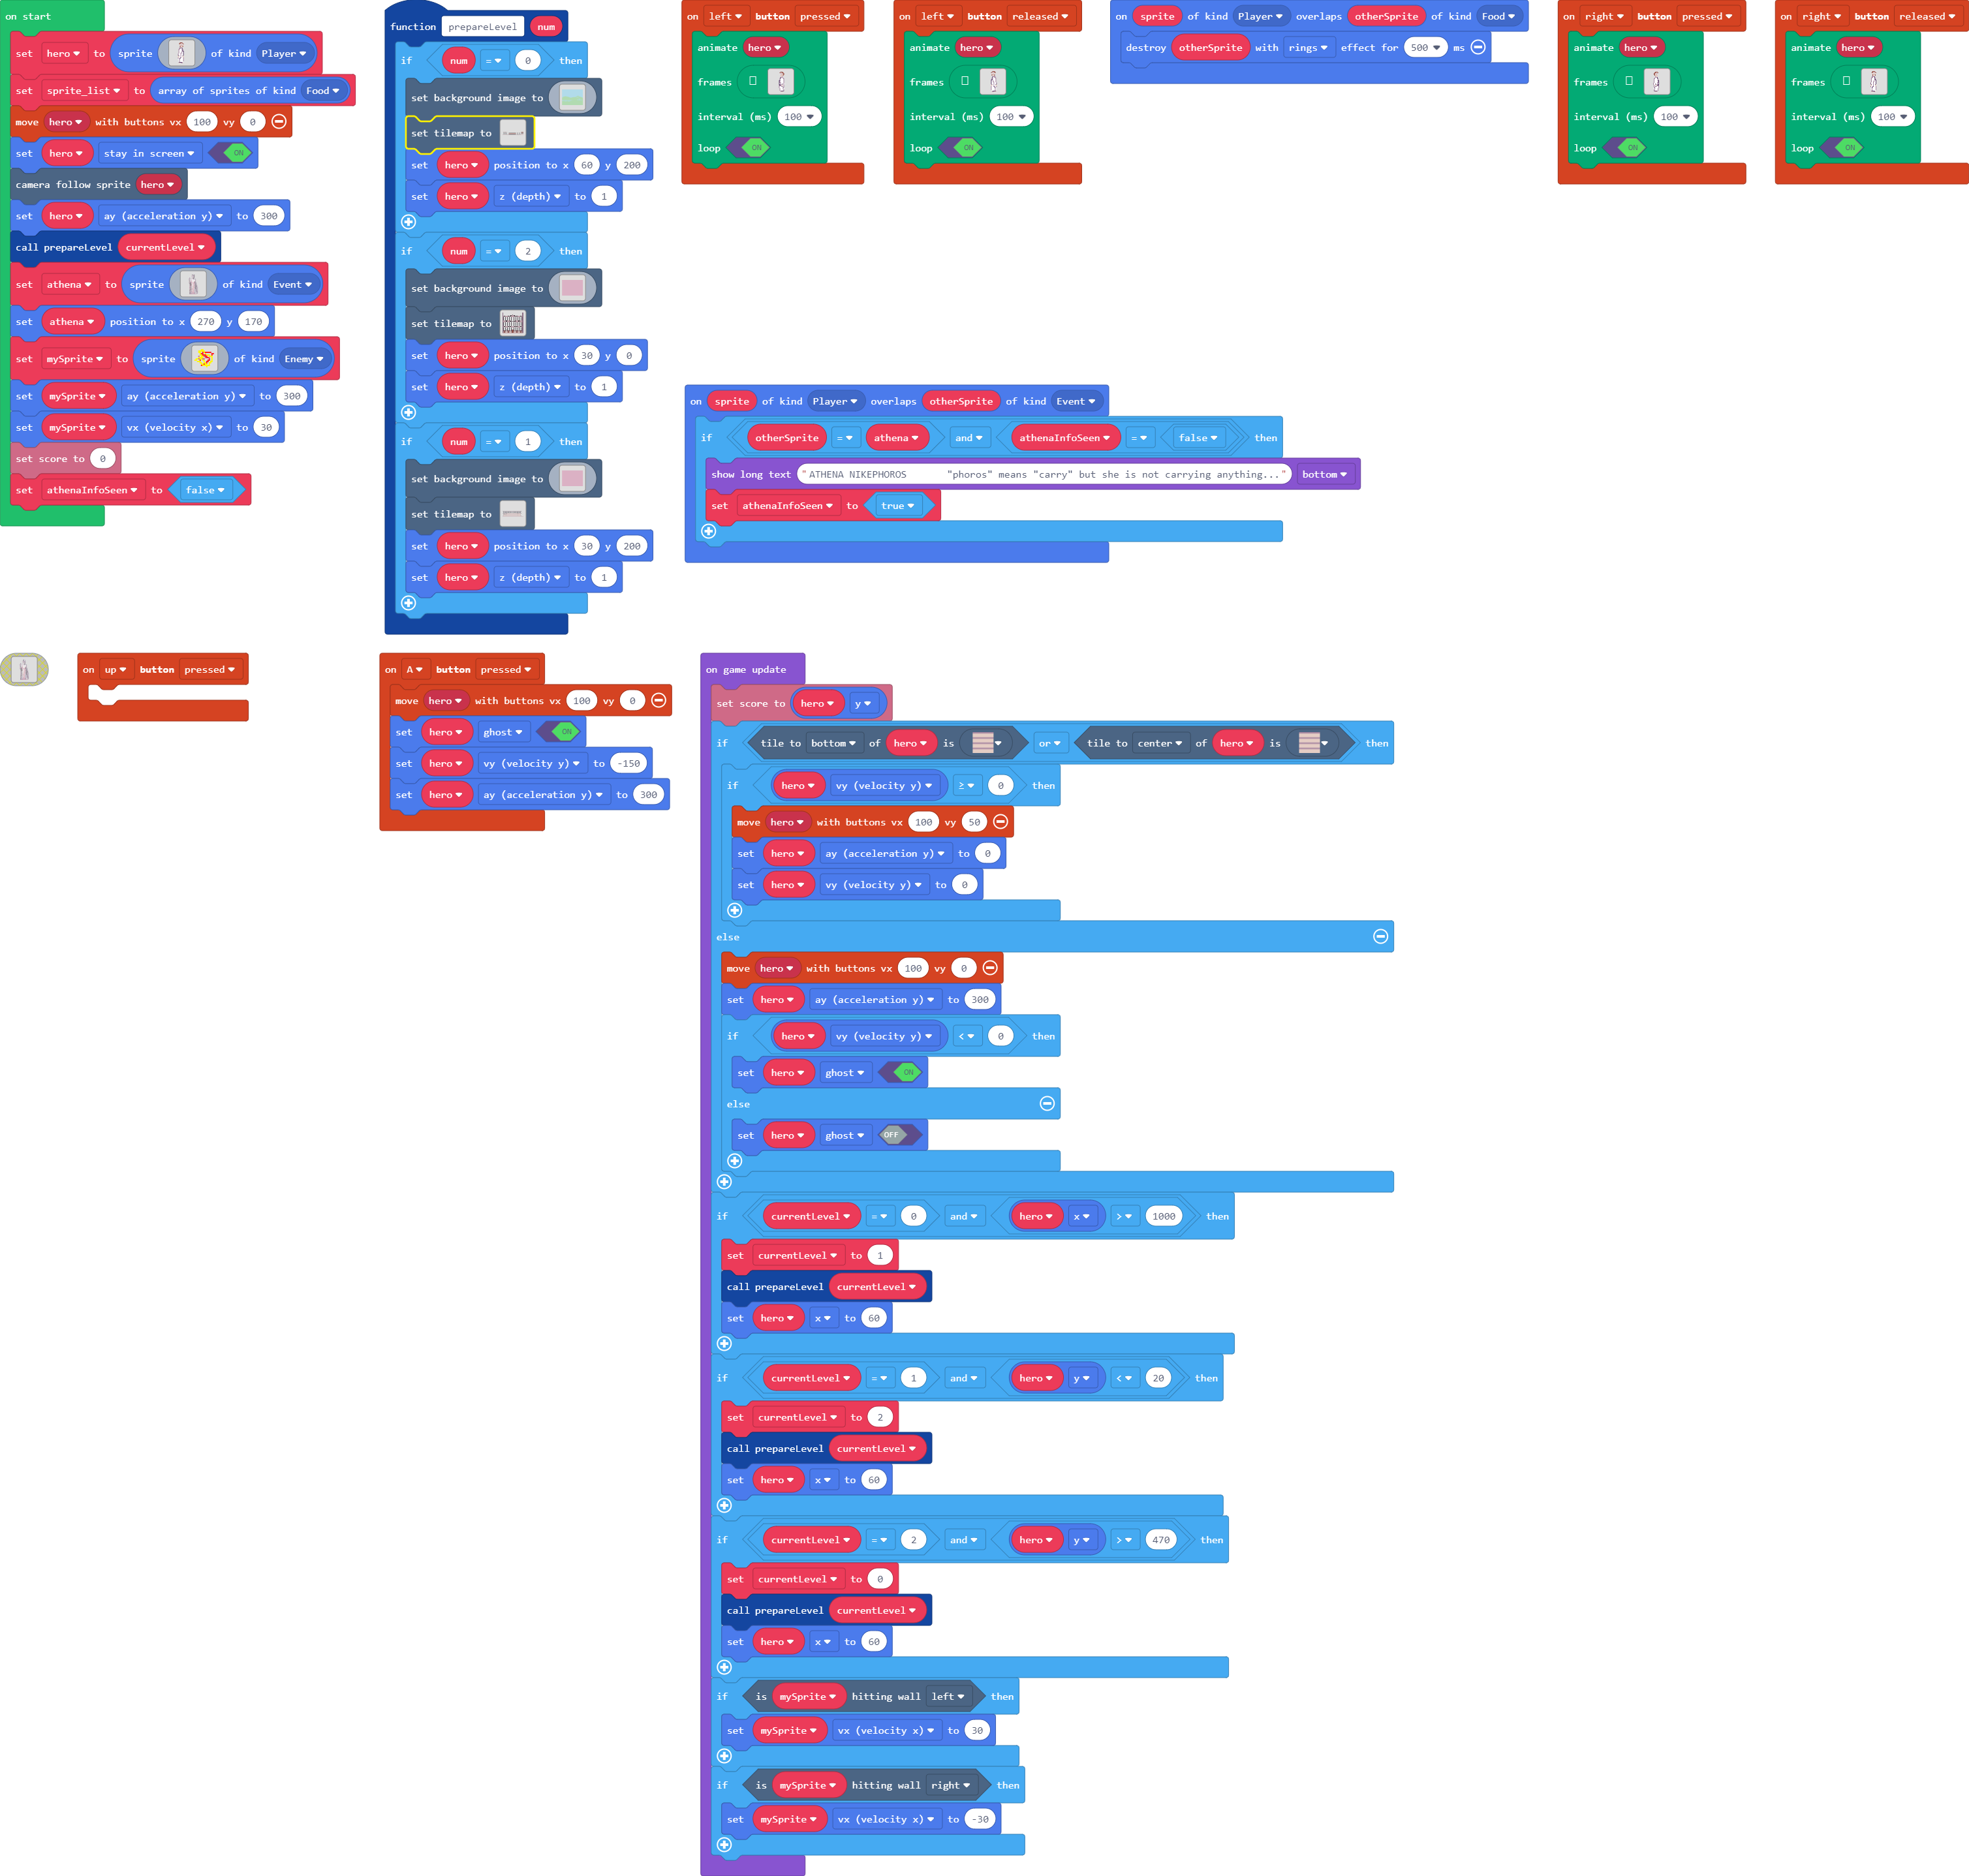 on start
set hero to sprite of kind Player
set sprite_list to array of sprites of kind Food
move hero with buttons vx 100 vy 0
set hero stay in screen ON
camera follow sprite hero
set hero ay (acceleration y) to 300
call prepareLevel currentLevel
set athena to sprite of kind Event
set athena position to x 270 y 170
set mySprite to sprite of kind Enemy
set mySprite ay (acceleration y) to 300
set mySprite vx (velocity x) to 30
set score to 0
set athenaInfoSeen to false
function prepareLevel num
if num = 0 then
set background image to
set tilemap to
set hero position to x 60 y 200
set hero z (depth) to 1
if num = 2 then
set background image to
set tilemap to
set hero position to x 30 y 0
set hero z (depth) to 1
if num = 1 then
set background image to
set tilemap to
set hero position to x 30 y 200
set hero z (depth) to 1
on left button pressed
animate hero
frames
interval (ms) 100
loop ON
on left button released
animate hero
frames
interval (ms) 100
loop ON
on sprite of kind Player overlaps otherSprite of kind Food
destroy otherSprite with rings effect for 500 ms
on right button pressed
animate hero
frames
interval (ms) 100
loop ON
on right button released
animate hero
frames
interval (ms) 100
loop ON
on sprite of kind Player overlaps otherSprite of kind Event
if otherSprite = athena and athenaInfoSeen = false then
show long text "ATHENA NIKEPHOROS "phoros" means "carry" but she is not carrying anything..." bottom
set athenaInfoSeen to true
on up button pressed
on A button pressed
move hero with buttons vx 100 vy 0
set hero ghost ON
set hero vy (velocity y) to -150
set hero ay (acceleration y) to 300
on game update
set score to hero y
if tile to bottom of hero is or tile to center of hero is then
if hero vy (velocity y) ≥ 0 then
move hero with buttons vx 100 vy 50
set hero ay (acceleration y) to 0
set hero vy (velocity y) to 0
else
move hero with buttons vx 100 vy 0
set hero ay (acceleration y) to 300
if hero vy (velocity y) < 0 then
set hero ghost ON
else
set hero ghost OFF
if currentLevel = 0 and hero x > 1000 then
set currentLevel to 1
call prepareLevel currentLevel
set hero x to 60
if currentLevel = 1 and hero y < 20 then
set currentLevel to 2
call prepareLevel currentLevel
set hero x to 60
if currentLevel = 2 and hero y > 470 then
set currentLevel to 0
call prepareLevel currentLevel
set hero x to 60
if is mySprite hitting wall left then
set mySprite vx (velocity x) to 30
if is mySprite hitting wall right then
set mySprite vx (velocity x) to -30